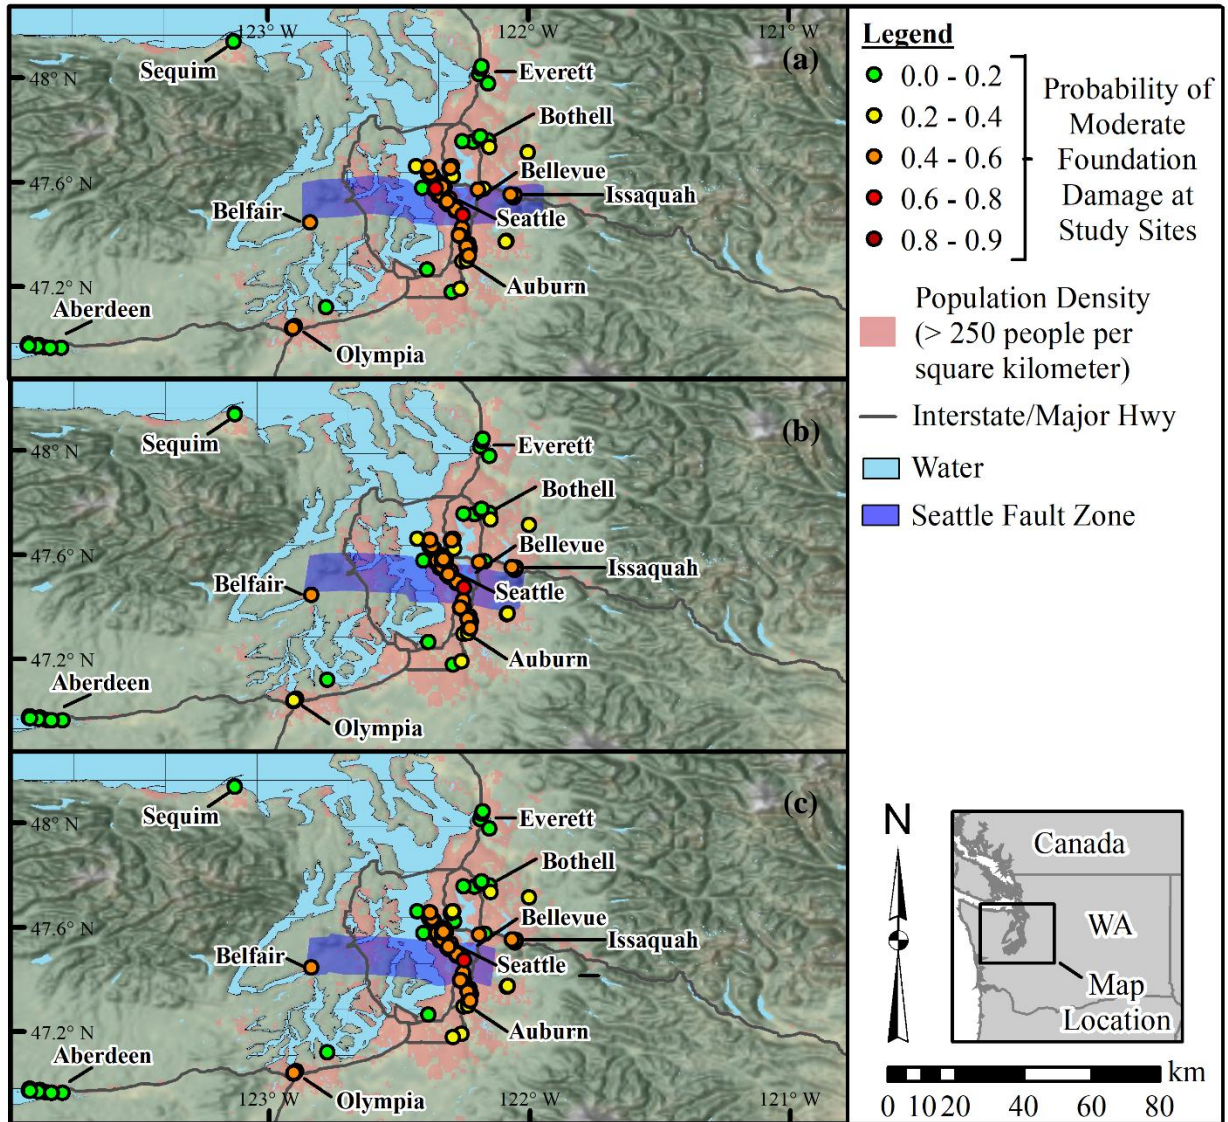 123° W
122° W
121° W
(a)
Sequim
48° N
Everett
Bothell
47.6° N
Bellevue
Issaquah
Belfair
Seattle
47.2° N
Auburn
Aberdeen
Olympia
(b)
Sequim
48° N
Everett
Bothell
47.6° N
Bellevue
Issaquah
Belfair
Seattle
47.2° N
Auburn
Aberdeen
Olympia
(c)
Sequim
48° N
Everett
Bothell
47.6° N
Bellevue
Issaquah
Belfair
Seattle
47.2° N
Auburn
Aberdeen
Olympia
123° W
122° W
121° W
Legend
0.0 - 0.2
0.2 - 0.4
0.4 - 0.6
0.6 - 0.8
0.8 - 0.9
Probability of
Moderate
Foundation
Damage at
Study Sites
Population Density
(> 250 people per
square kilometer)
Interstate/Major Hwy
Water
Seattle Fault Zone
N
Canada
WA
Map
Location
km
0 10 20 40 60 80